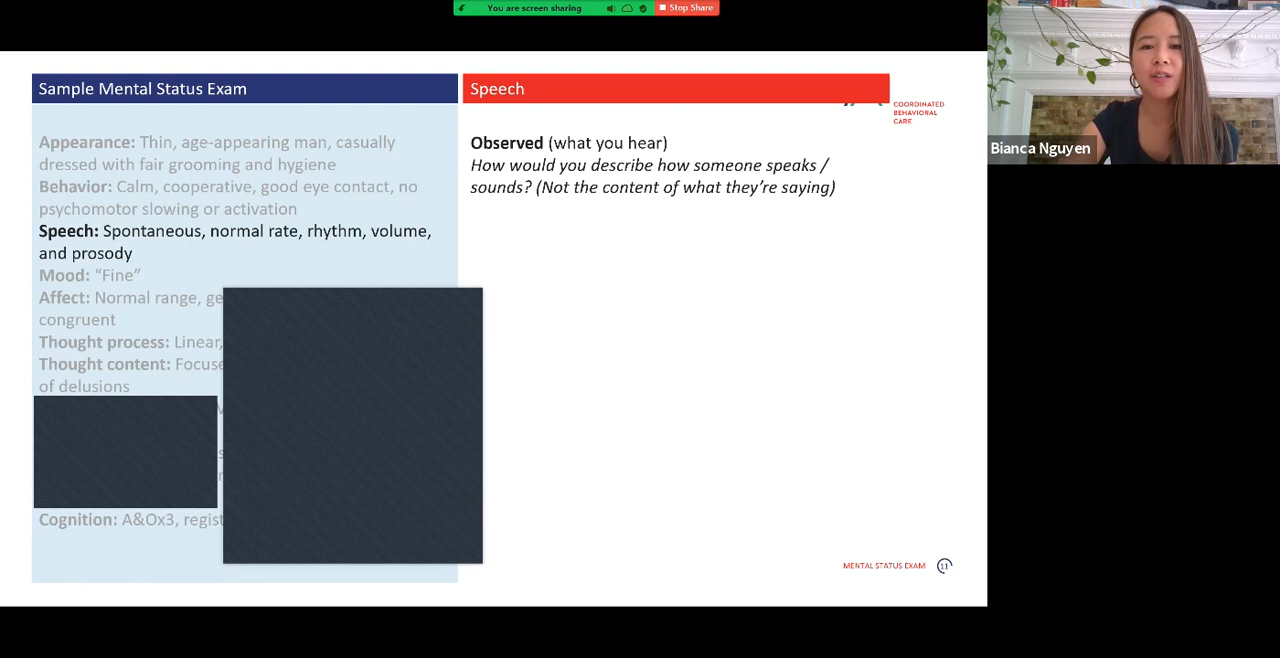 You are screen sharing
Stop Share
Sample Mental Status Exam
Speech
COORDINATED
BEHAVIORAL
CARE
Appearance: Thin, age-appearing man, casually
dressed with fair grooming and hygiene
Behavior: Calm, cooperative, good eye contact, no
psychomotor slowing or activation
Speech: Spontaneous, normal rate, rhythm, volume,
and prosody
Mood: “Fine”
Affect: Normal range,
congruent
Thought process: Linear,
Thought content:
of delusions
Cognition: A&Ox3,
Observed (what you hear)
How would you describe how someone speaks /
sounds? (Not the content of what they’re saying)
MENTAL STATUS EXAM 11
Bianca Nguyen